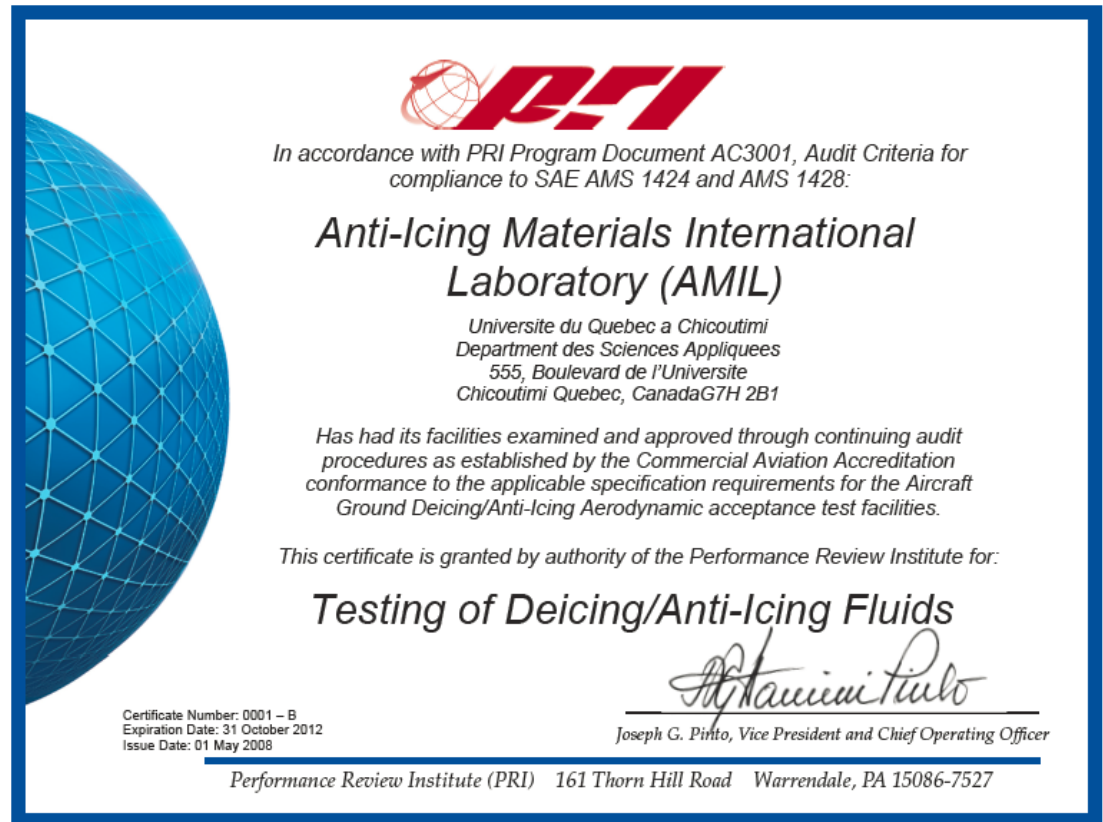 PRI
In accordance with PRI Program Document AC3001, Audit Criteria for
compliance to SAE AMS 1424 and AMS 1428:
Anti-Icing Materials International
Laboratory (AMIL)
Universite du Quebec a Chicoutimi
Department des Sciences Appliquees
555, Boulevard de l'Universite
Chicoutimi Quebec, CanadaG7H 2B1
Has had its facilities examined and approved through continuing audit
procedures as established by the Commercial Aviation Accreditation
conformance to the applicable specification requirements for the Aircraft
Ground Deicing/Anti-Icing Aerodynamic acceptance test facilities.
This certificate is granted by authority of the Performance Review Institute for:
Testing of Deicing/Anti-Icing Fluids
Certificate Number: 0001 – B
Expiration Date: 31 October 2012
Issue Date: 01 May 2008
Joseph G. Pinto, Vice President and Chief Operating Officer
Performance Review Institute (PRI) 161 Thorn Hill Road Warrendale, PA 15086-7527